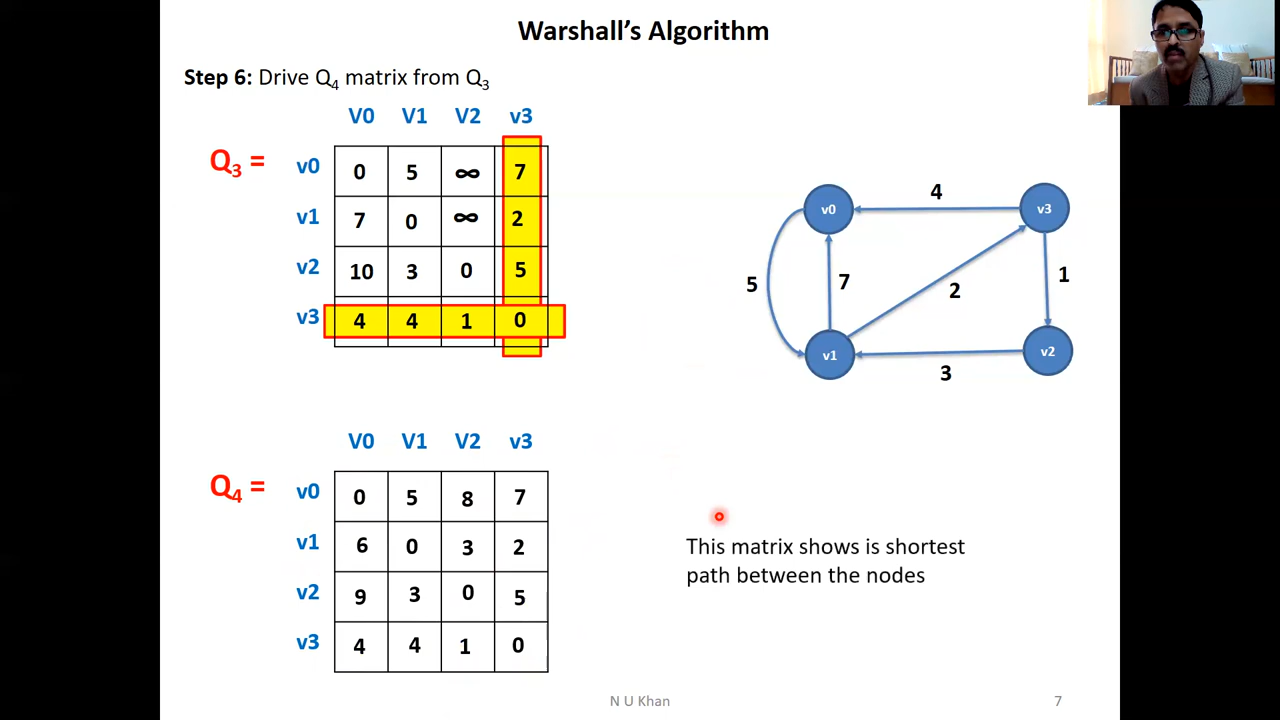 Warshall's Algorithm
Step 6: Drive Q4 matrix from Q3
V0 V1 V2 v3
Q3 =
v0 0 5 ∞ 7
v1 7 0 ∞ 2
v2 10 3 0 5
v3 4 4 1 0
v0 4 v3
5 7 2 1
v1 3 v2
V0 V1 V2 v3
Q4 =
v0 0 5 8 7
v1 6 0 3 2
v2 9 3 0 5
v3 4 4 1 0
This matrix shows is shortest
path between the nodes
N U Khan
7